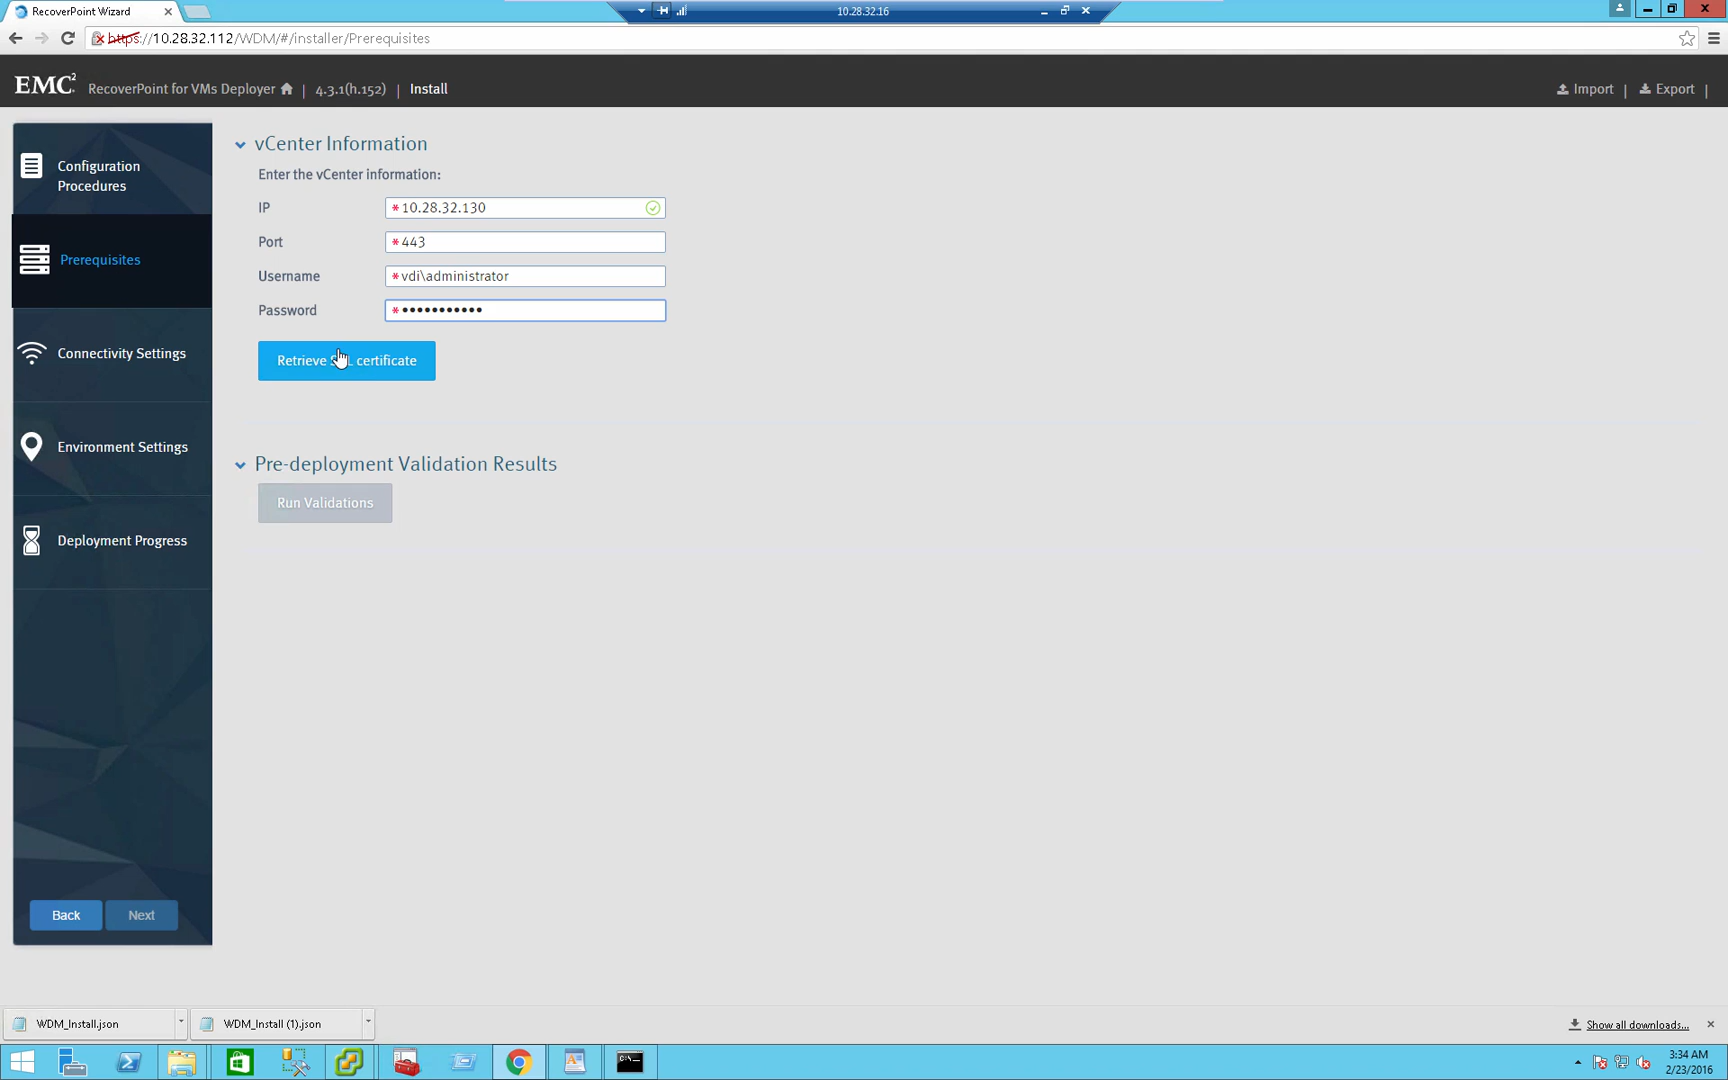 RecoverPoint Wizard
10.28.32.16
https://10.28.32.112/WDM/#/installer/Prerequisites
EMC² RecoverPoint for VMs Deployer | 4.3.1(h.152) | Install
Import | Export |
Configuration
Procedures
Prerequisites
Connectivity Settings
Environment Settings
Deployment Progress
Back
Next
vCenter Information
Enter the vCenter information:
IP *10.28.32.130
Port *443
Username *vdi\administrator
Password *•••••••••••
Retrieve certificate
Pre-deployment Validation Results
Run Validations
WDM_Install.json
WDM_Install (1).json
Show all downloads...
3:34 AM
2/23/2016